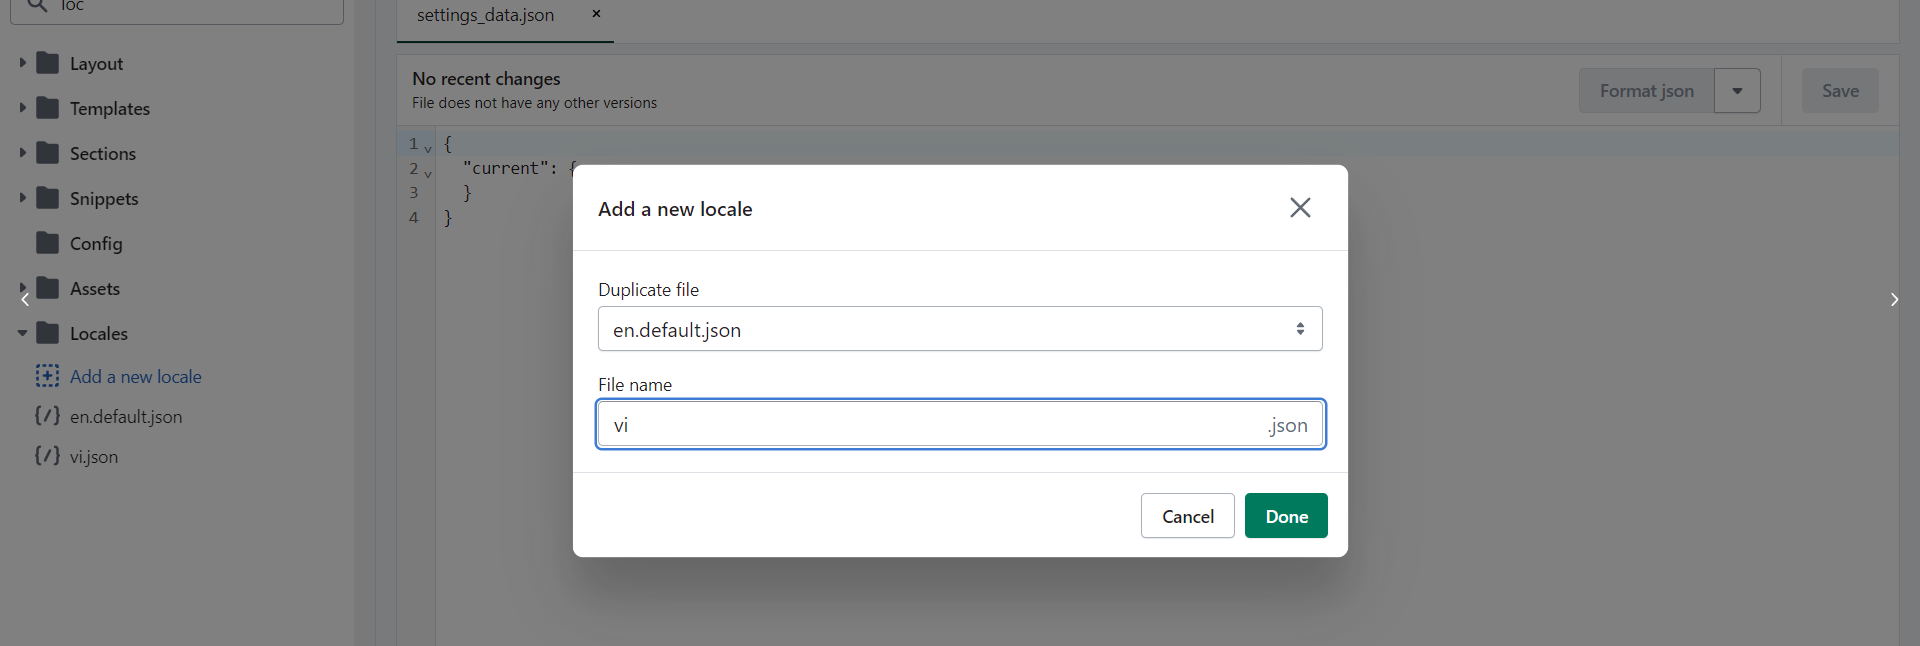 loc
Layout
Templates
Sections
Snippets
Config
Assets
Locales
Add a new locale
en.default.json
vi.json
settings_data.json ×
No recent changes
File does not have any other versions
Format json
Save
1 {
2 "current": {
3 }
4 }
Add a new locale
Duplicate file
en.default.json
File name
vi .json
Cancel Done